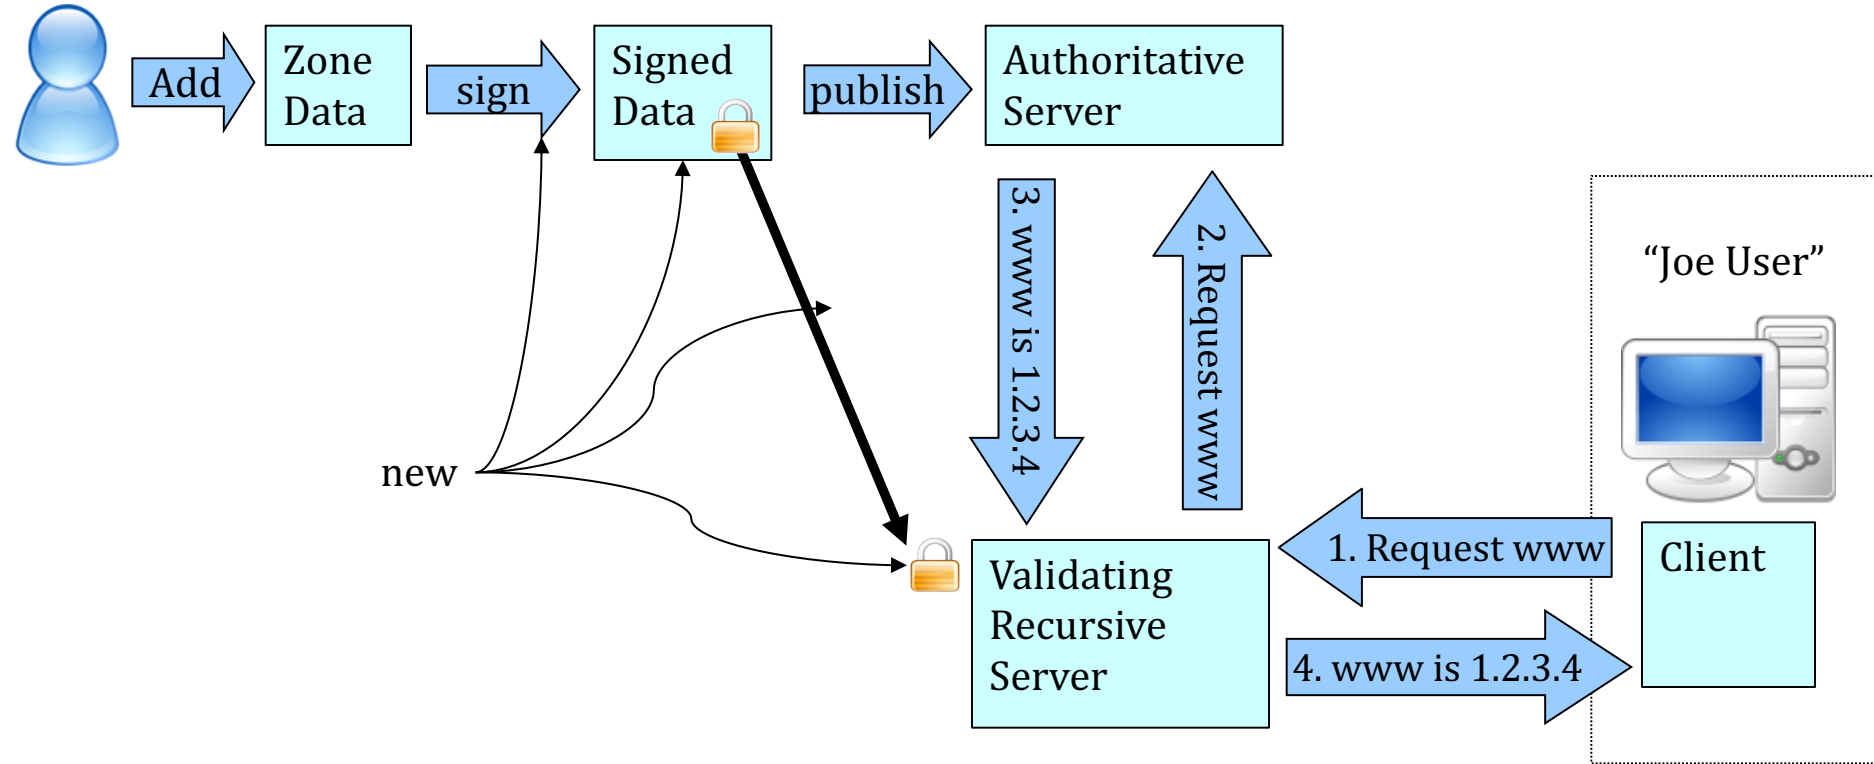 Add
Zone
Data
sign
Signed
Data
publish
Authoritative
Server
3. www is 1.2.3.4
2. Request www
“Joe User”
new
1. Request www
Client
Validating
Recursive
Server
4. www is 1.2.3.4